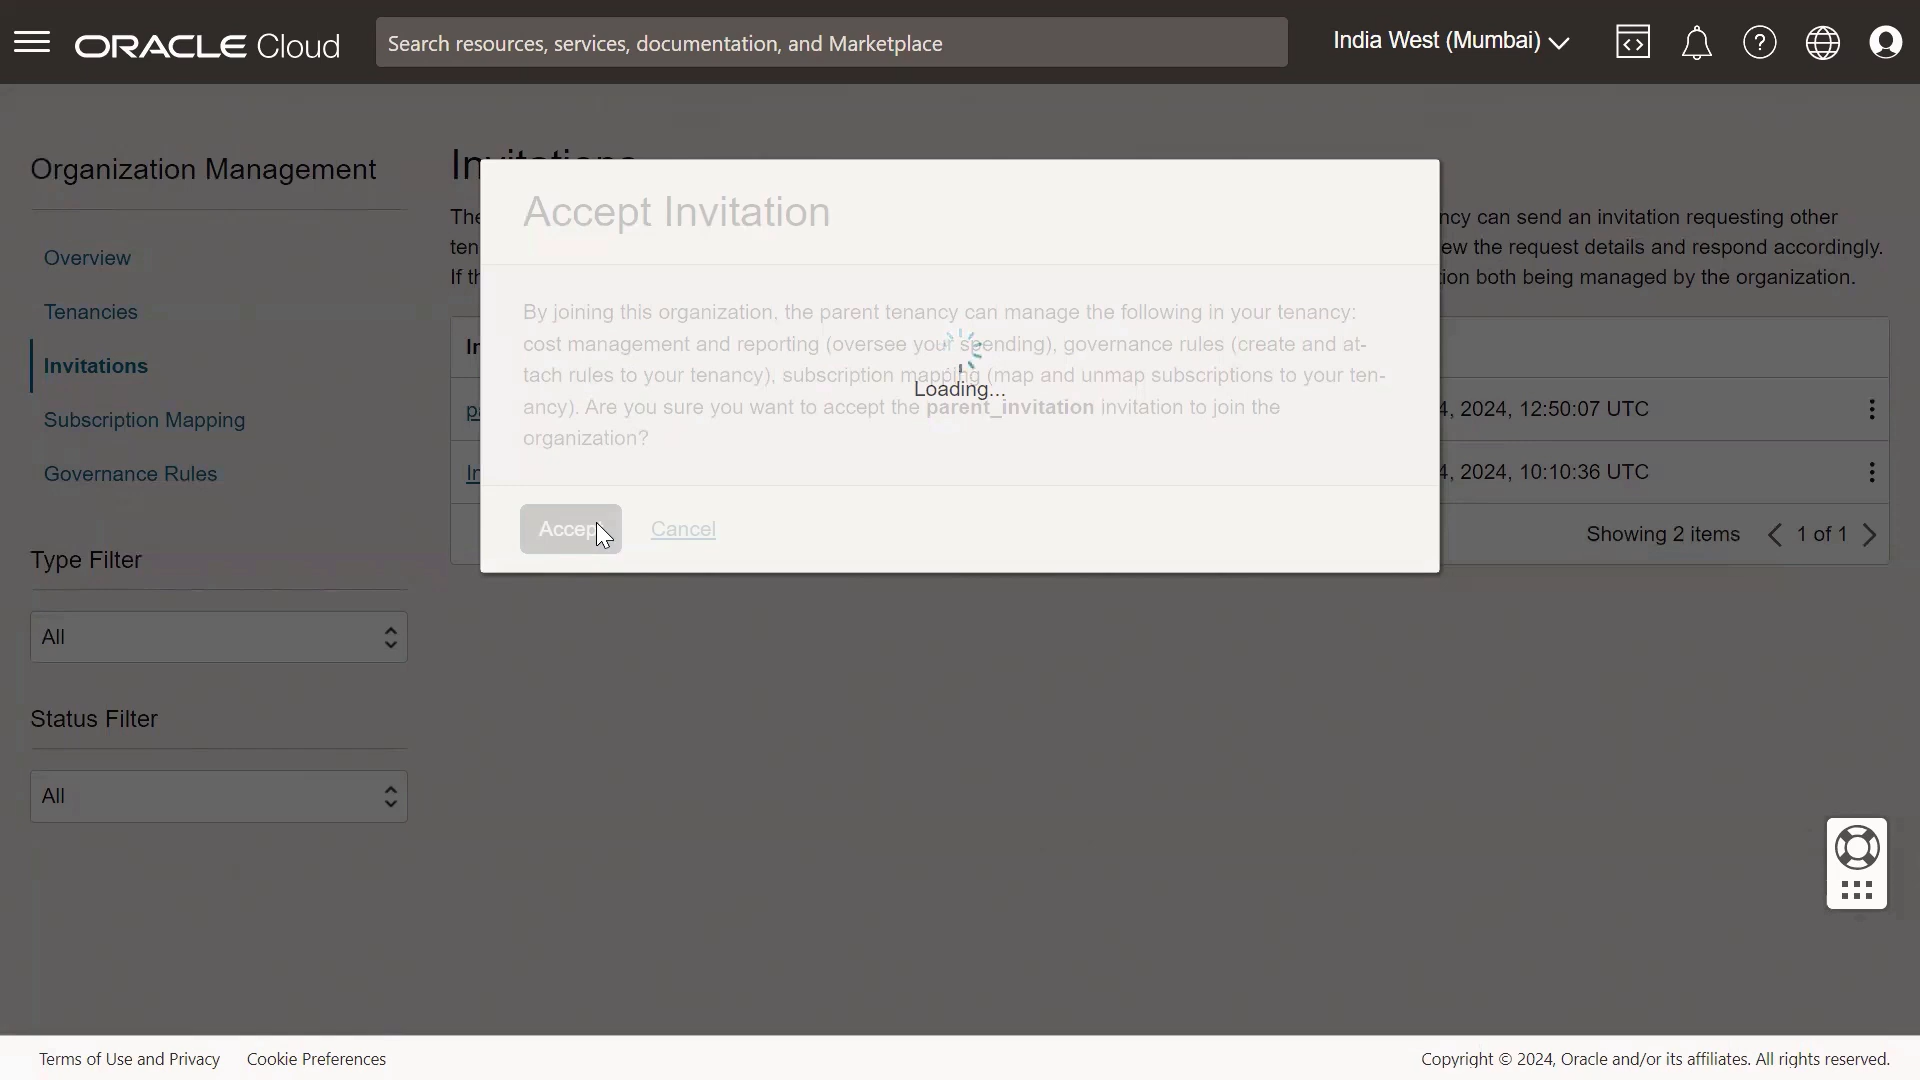 ORACLE Cloud
Search resources, services, documentation, and Marketplace
India West (Mumbai)
Organization Management
Overview
Tenancies
Invitations
Subscription Mapping
Governance Rules
Type Filter
All
Status Filter
All
Accept Invitation
By joining this organization, the parent tenancy can manage the following in your tenancy:
cost management and reporting (oversee your spending), governance rules (create and at-
tach rules to your tenancy), subscription mapping (map and unmap subscriptions to your ten-
ancy). Are you sure you want to accept the parent_invitation invitation to join the
organization?
Loading...
Accept
Cancel
can send an invitation requesting other
the request details and respond accordingly.
both being managed by the organization.
4, 2024, 12:50:07 UTC
4, 2024, 10:10:36 UTC
Showing 2 items
1 of 1
Terms of Use and Privacy
Cookie Preferences
Copyright © 2024, Oracle and/or its affiliates. All rights reserved.